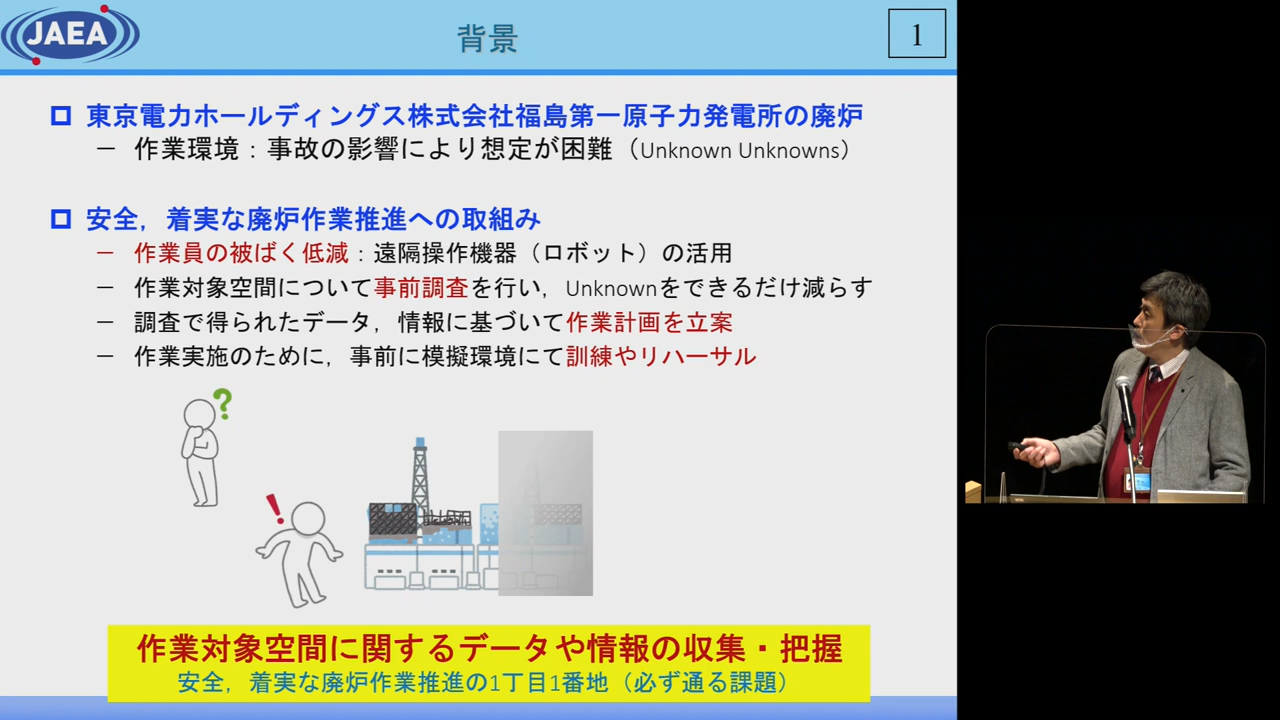 JAEA
背景
1
東京電力ホールディングス株式会社福島第一原子力発電所の廃炉
－ 作業環境：事故の影響により想定が困難（Unknown Unknowns）
安全，着実な廃炉作業推進への取組み
－ 作業員の被ばく低減：遠隔操作機器（ロボット）の活用
－ 作業対象空間について事前調査を行い，Unknownをできるだけ減らす
－ 調査で得られたデータ，情報に基づいて作業計画を立案
－ 作業実施のために，事前に模擬環境にて訓練やリハーサル
?
!
作業対象空間に関するデータや情報の収集・把握
安全，着実な廃炉作業推進の1丁目1番地（必ず通る課題）